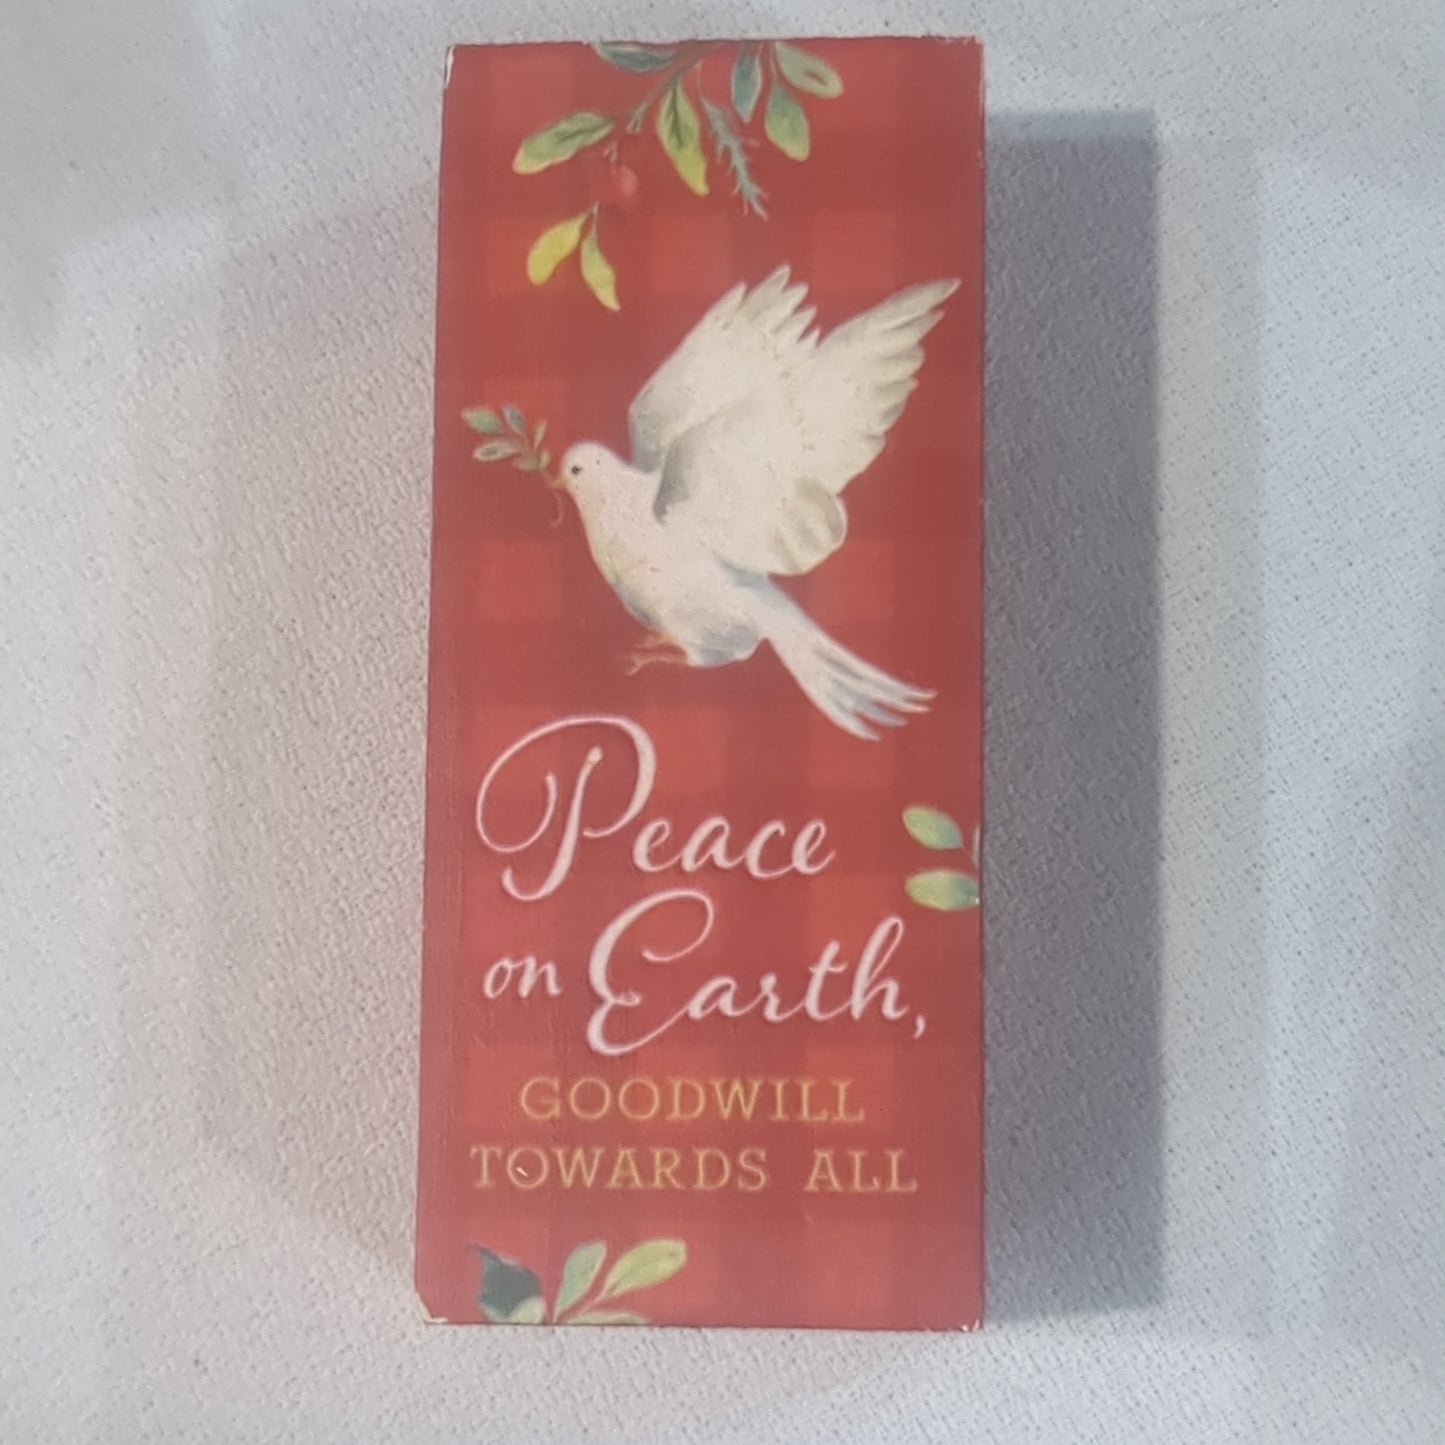 Peace
on Earth,
GOODWILL
TOWARDS ALL